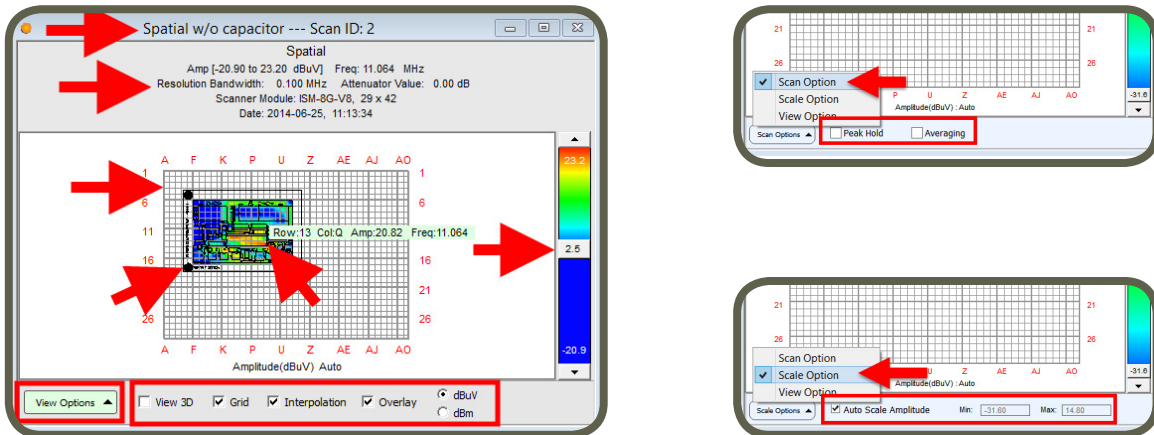 Spatial w/o capacitor --- Scan ID: 2
Spatial
Amp [-20.90 to 23.20 dBuV] Freq: 11.064 MHz
Resolution Bandwidth: 0.100 MHz Attenuator Value: 0.00 dB
Scanner Module: ISM-8G-V8, 29 x 42
Date: 2014-06-25, 11:13:34
A F K P U Z AE AJ AO
1 1
6 6
11 Row:13 Col:Q Amp:20.82 Freq:11.064
16 16
21
26 26
A F K P U Z AE AJ AO
Amplitude(dBuV) Auto
23.2
2.5
-20.9
View Options
View 3D Grid Interpolation Overlay
dBuV
dBm
21 21
26 26
Scan Option
Scale Option
View Option
P U Z AE AJ AO
Amplitude(dBuV) : Auto
-31.6
Scan Options Peak Hold Averaging
21 21
26 26
Scan Option
Scale Option
View Option
U Z AE AJ AO
Amplitude(dBuV) : Auto
-31.6
Scale Options Auto Scale Amplitude Min: -31.60 Max: 14.80